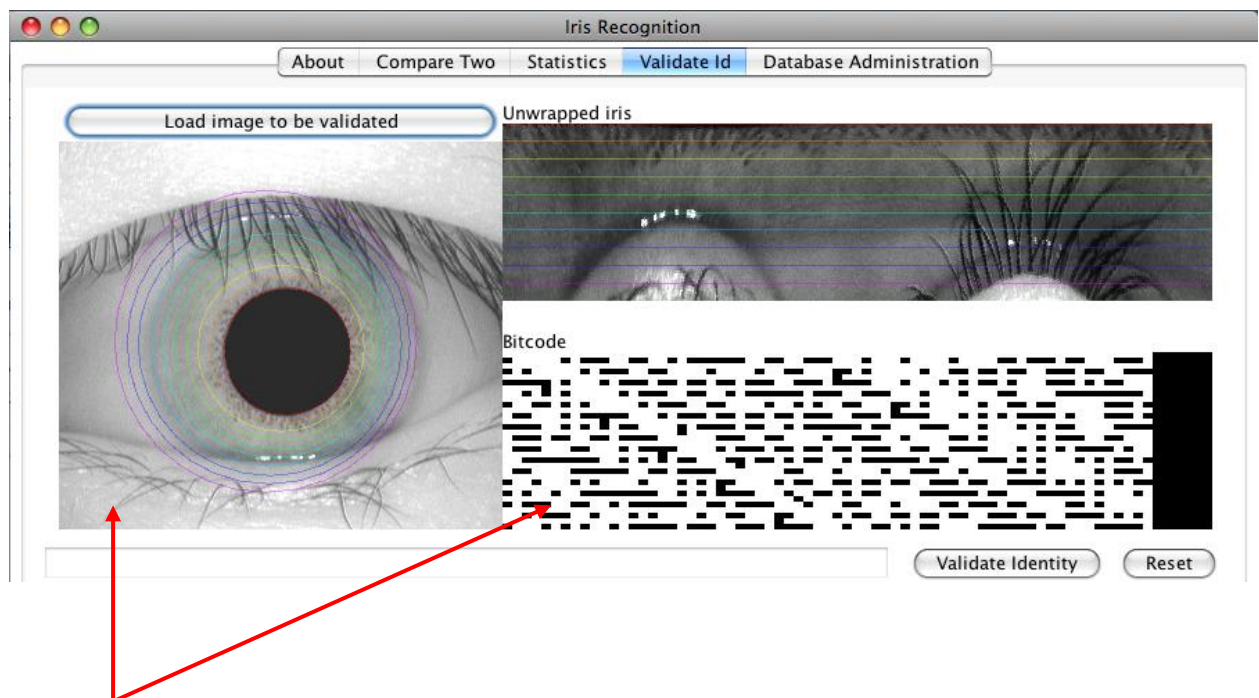 Iris Recognition
About Compare Two Statistics Validate Id Database Administration
Load image to be validated
Unwrapped iris
Bitcode
Validate Identity Reset